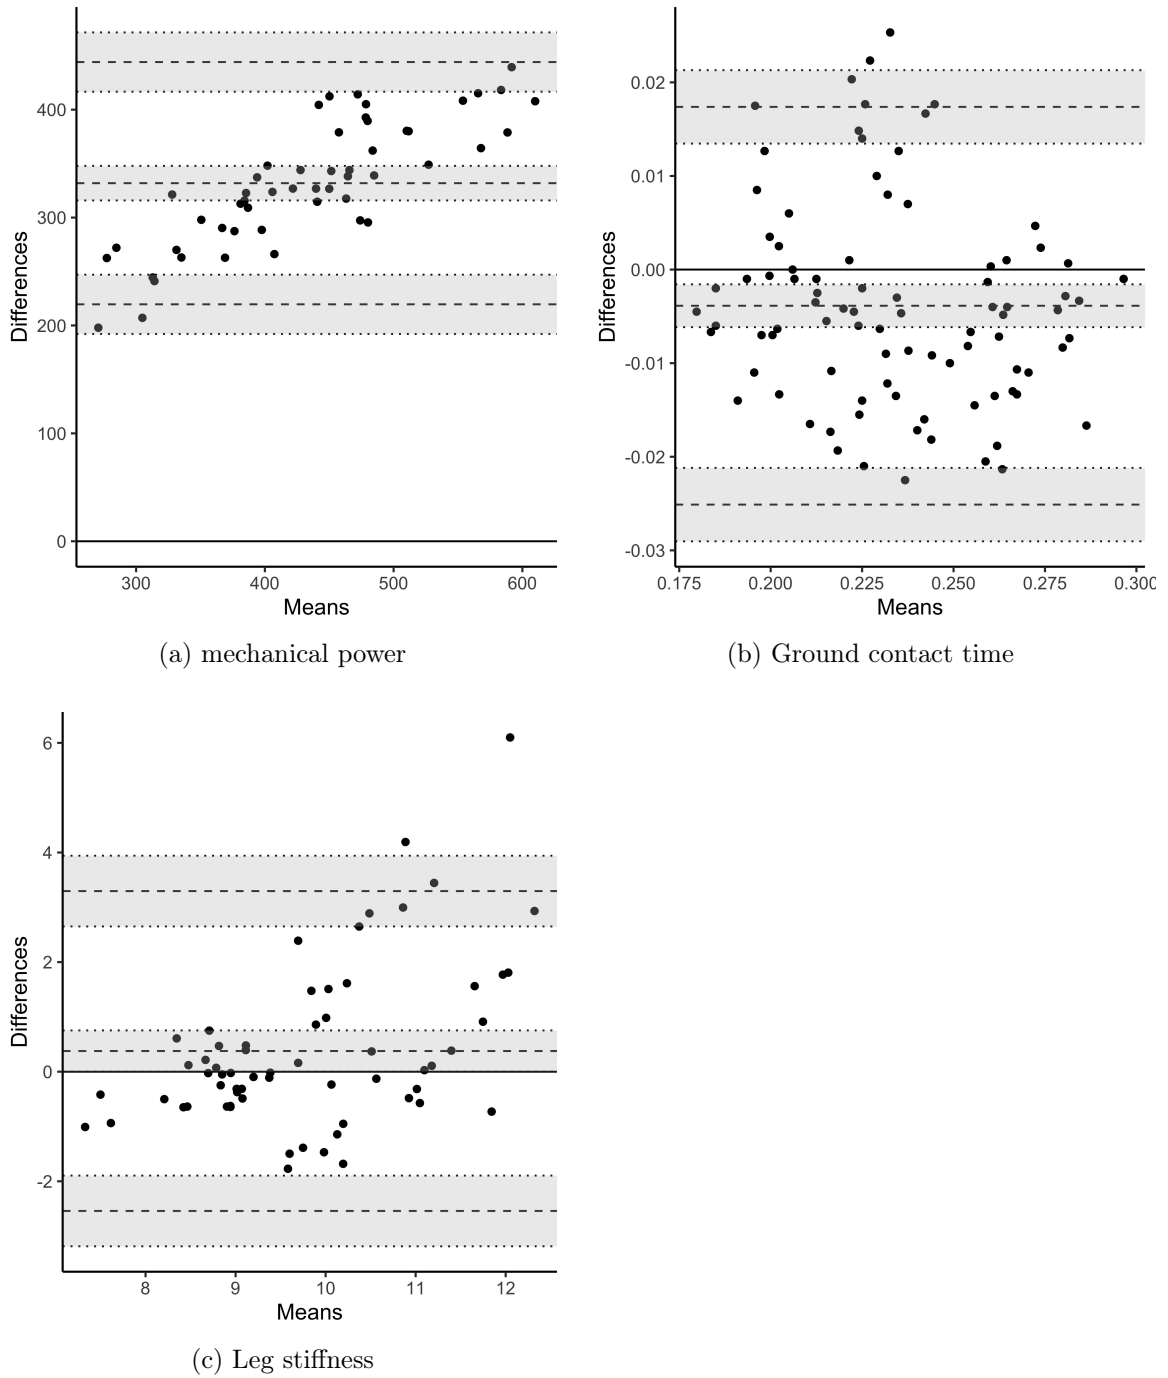 Differences
400
300
200
100
0
300 400 500 600
Means
(a) mechanical power
Differences
0.02
0.01
0.00
-0.01
-0.02
-0.03
0.175 0.200 0.225 0.250 0.275 0.300
Means
(b) Ground contact time
Differences
6
4
2
0
-2
8 9 10 11 12
Means
(c) Leg stiffness